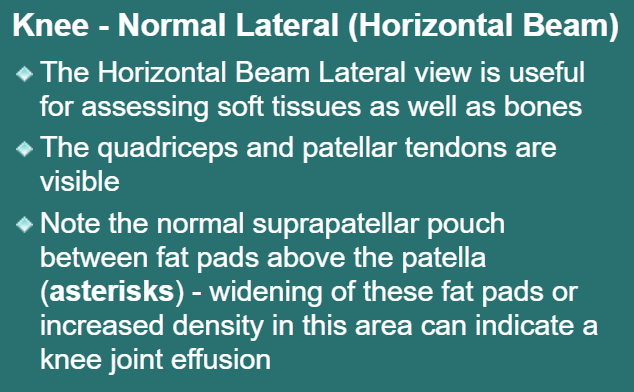 Knee - Normal Lateral (Horizontal Beam)
The Horizontal Beam Lateral view is useful
for assessing soft tissues as well as bones
The quadriceps and patellar tendons are
visible
Note the normal suprapatellar pouch
between fat pads above the patella
(asterisks) - widening of these fat pads or
increased density in this area can indicate a
knee joint effusion